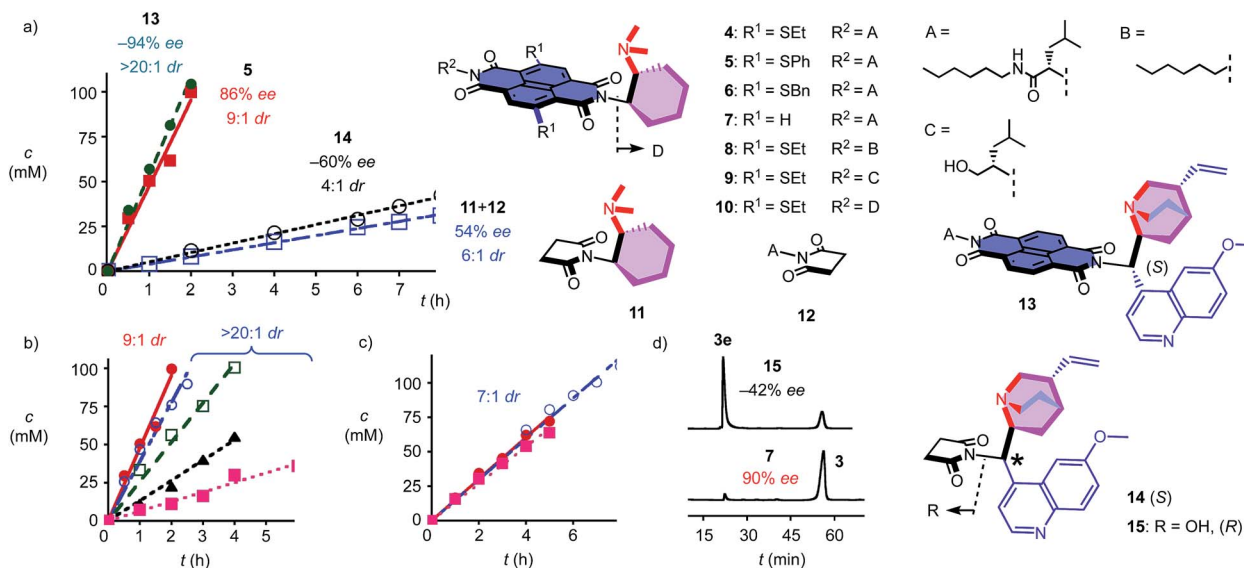 a)
13
–94% ee
>20:1 dr
5
86% ee
9:1 dr
14
–60% ee
4:1 dr
11+12
54% ee
6:1 dr
c
(mM)
100
75
50
25
0
0 1 2 3 4 5 6 7
t (h)
R¹
N
R²
O
N
O
O
N
O
R¹
D
O
N
N
O
11
4: R¹ = SEt R² = A
5: R¹ = SPh R² = A
6: R¹ = SBn R² = A
7: R¹ = H R² = A
8: R¹ = SEt R² = B
9: R¹ = SEt R² = C
10: R¹ = SEt R² = D
O
A
N
O
12
A =
H
N
O
B =
C =
HO
A
N
O
O
O
N
O
N
O
(S)
N
13
b)
9:1 dr
>20:1 dr
c
(mM)
100
75
50
25
0
0 1 2 3 4 5
t (h)
c)
7:1 dr
100
75
50
25
0
0 2 4 6
t (h)
d)
3e
15
–42% ee
7
90% ee
3
15 30 45 60
t (min)
N
O
N
O
*
O
R
N
14 (S)
15: R = OH, (R)